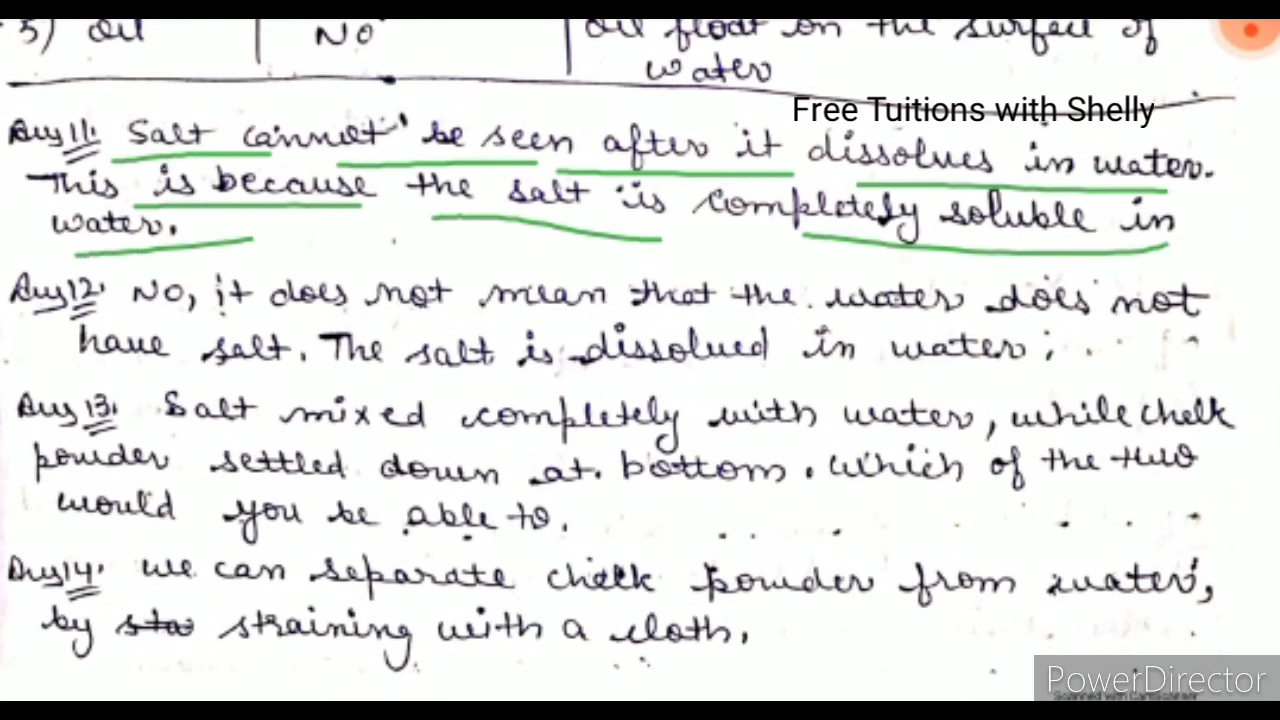 5) Oil | No | Oil float on the surface of
water
Free Tuitions with Shelly
Ans 11. Salt cannot be seen after it dissolves in water.
This is because the salt is completely soluble in
water.
Ans 12. No, it does not mean that the water does not
have salt. The salt is dissolved in water.
Ans 13. Salt mixed completely with water, while chalk
powder settled down at bottom. Which of the two
would you be able to.
Ans 14. we can separate chalk powder from water,
by straining with a cloth.
PowerDirector